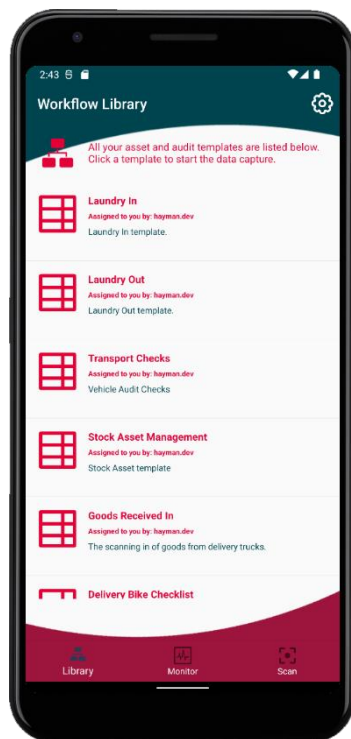 2:43
Workflow Library
All your asset and audit templates are listed below.
Click a template to start the data capture.
Laundry In
Assigned to you by: hayman.dev
Laundry In template.
Laundry Out
Assigned to you by: hayman.dev
Laundry Out template.
Transport Checks
Assigned to you by: hayman.dev
Vehicle Audit Checks
Stock Asset Management
Assigned to you by: hayman.dev
Stock Asset template
Goods Received In
Assigned to you by: hayman.dev
The scanning in of goods from delivery trucks.
Delivery Bike Checklist
Library Monitor Scan